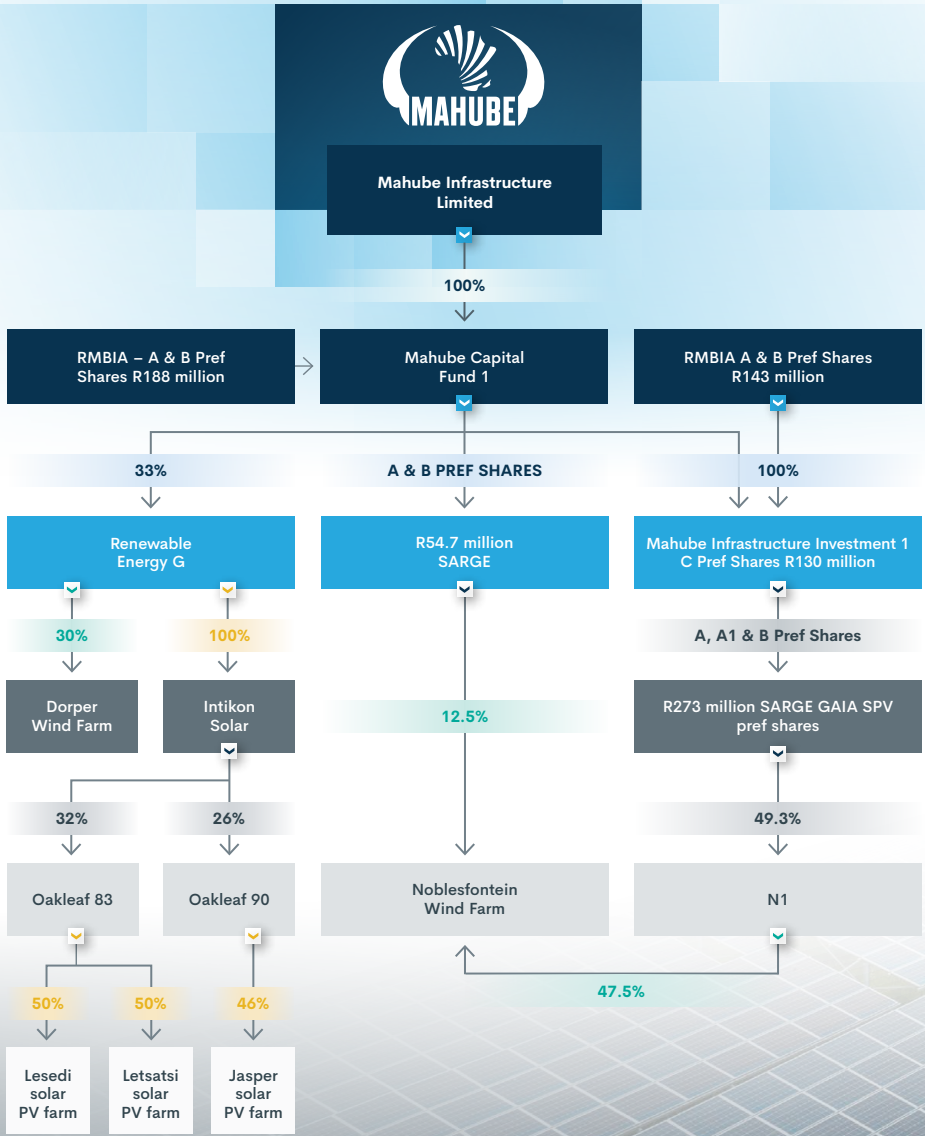 MAHUBE
Mahube Infrastructure
Limited
100%
RMBIA – A & B Pref
Shares R188 million
Mahube Capital
Fund 1
RMBIA A & B Pref Shares
R143 million
33%
A & B PREF SHARES
100%
Renewable
Energy G
R54.7 million
SARGE
Mahube Infrastructure Investment 1
C Pref Shares R130 million
30%
100%
A, A1 & B Pref Shares
Dorper
Wind Farm
Intikon
Solar
12.5%
R273 million SARGE GAIA SPV
pref shares
32%
26%
49.3%
Oakleaf 83
Oakleaf 90
Noblesfontein
Wind Farm
N1
47.5%
50%
50%
46%
Lesedi
solar
PV farm
Letsatsi
solar
PV farm
Jasper
solar
PV farm